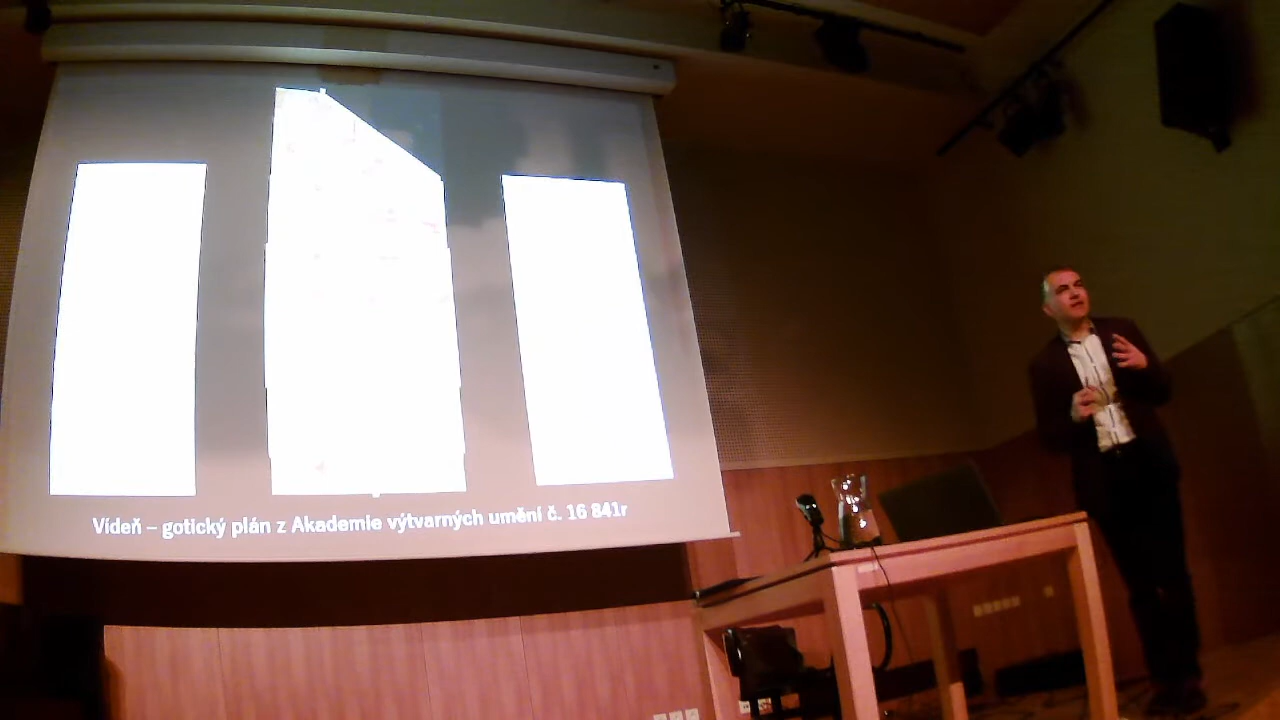 Vídeň – gotický plán z Akademie výtvarných umění č. 16 841r